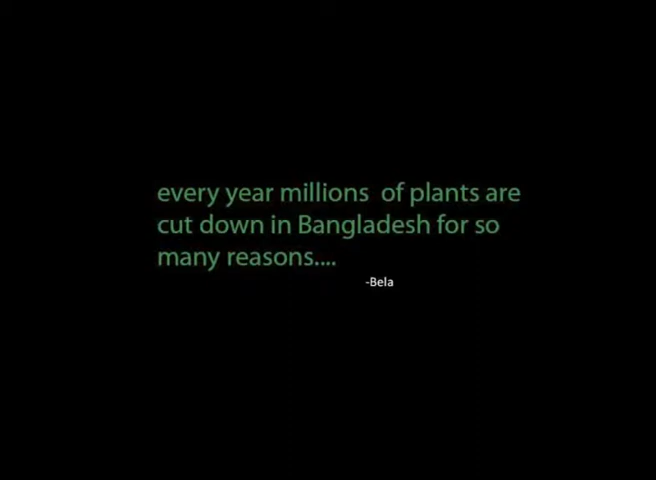 every year millions  of plants are
cut down in Bangladesh for so
many reasons....
-Bela